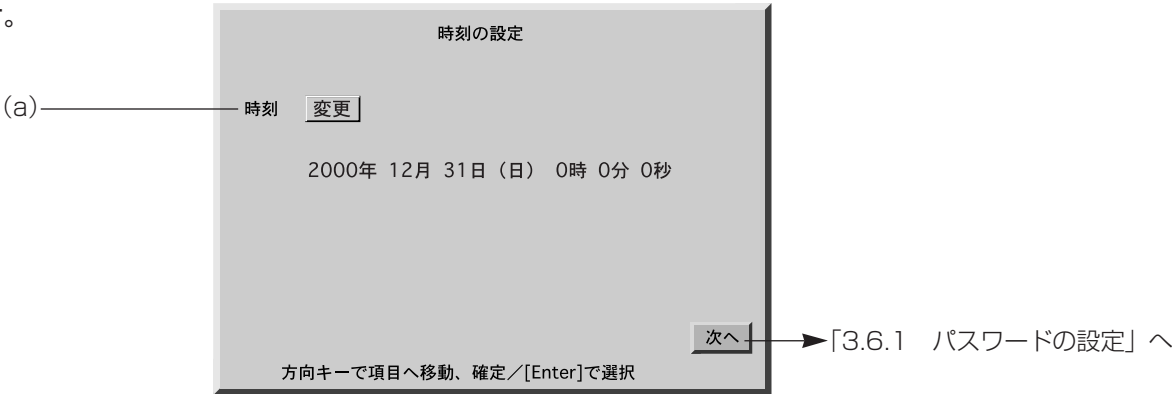 す。
時刻の設定
(a) 時刻 変更
2000年 12月 31日（日） 0時 0分 0秒
次へ 「3.6.1 パスワードの設定」へ
方向キーで項目へ移動、確定／[Enter]で選択